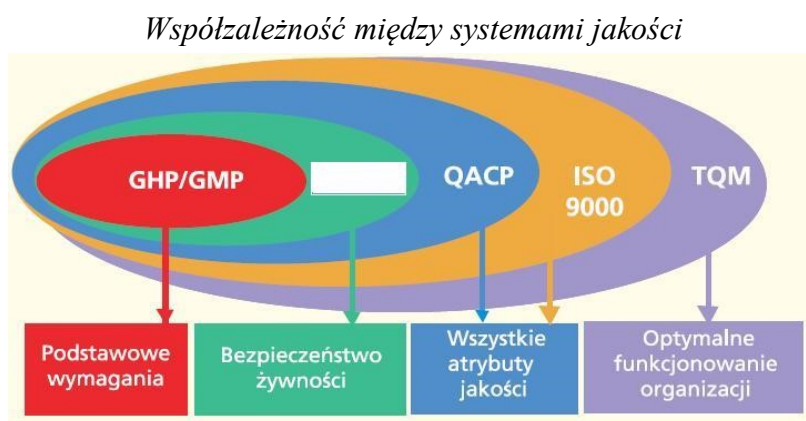 Współzależność między systemami jakości
GHP/GMP
QACP
ISO
9000
TQM
Podstawowe
wymagania
Bezpieczeństwo
żywności
Wszystkie
atrybuty
jakości
Optymalne
funkcjonowanie
organizacji